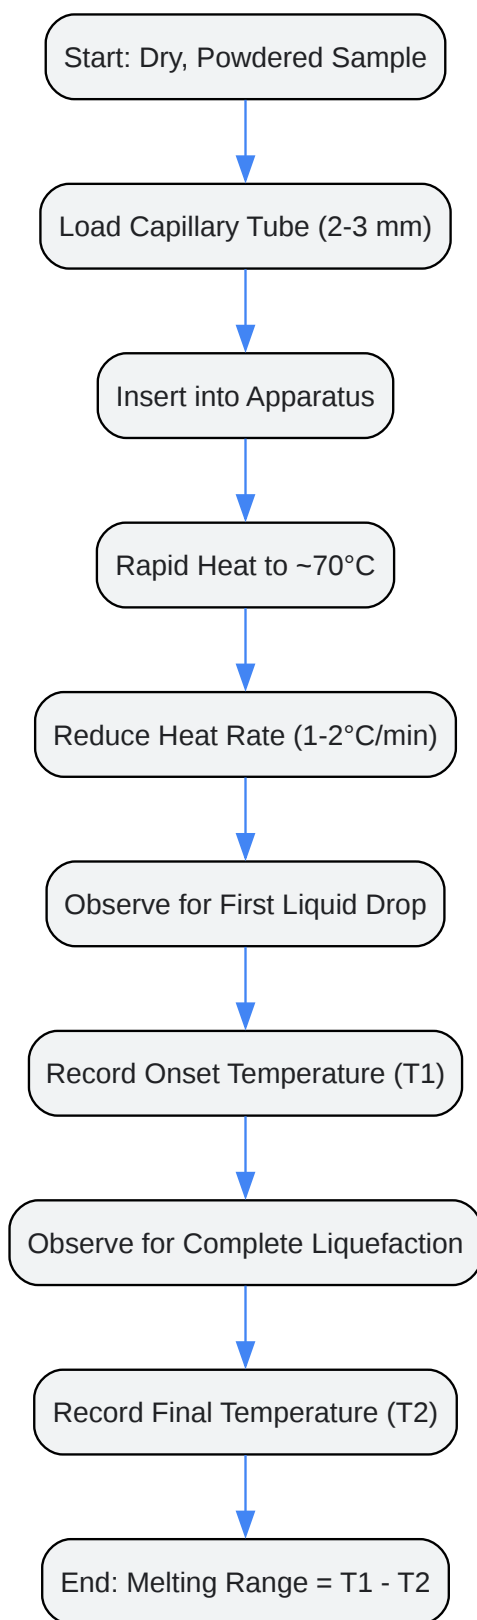 Start: Dry, Powdered Sample
Load Capillary Tube (2-3 mm)
Insert into Apparatus
Rapid Heat to ~70°C
Reduce Heat Rate (1-2°C/min)
Observe for First Liquid Drop
Record Onset Temperature (T1)
Observe for Complete Liquefaction
Record Final Temperature (T2)
End: Melting Range = T1 - T2